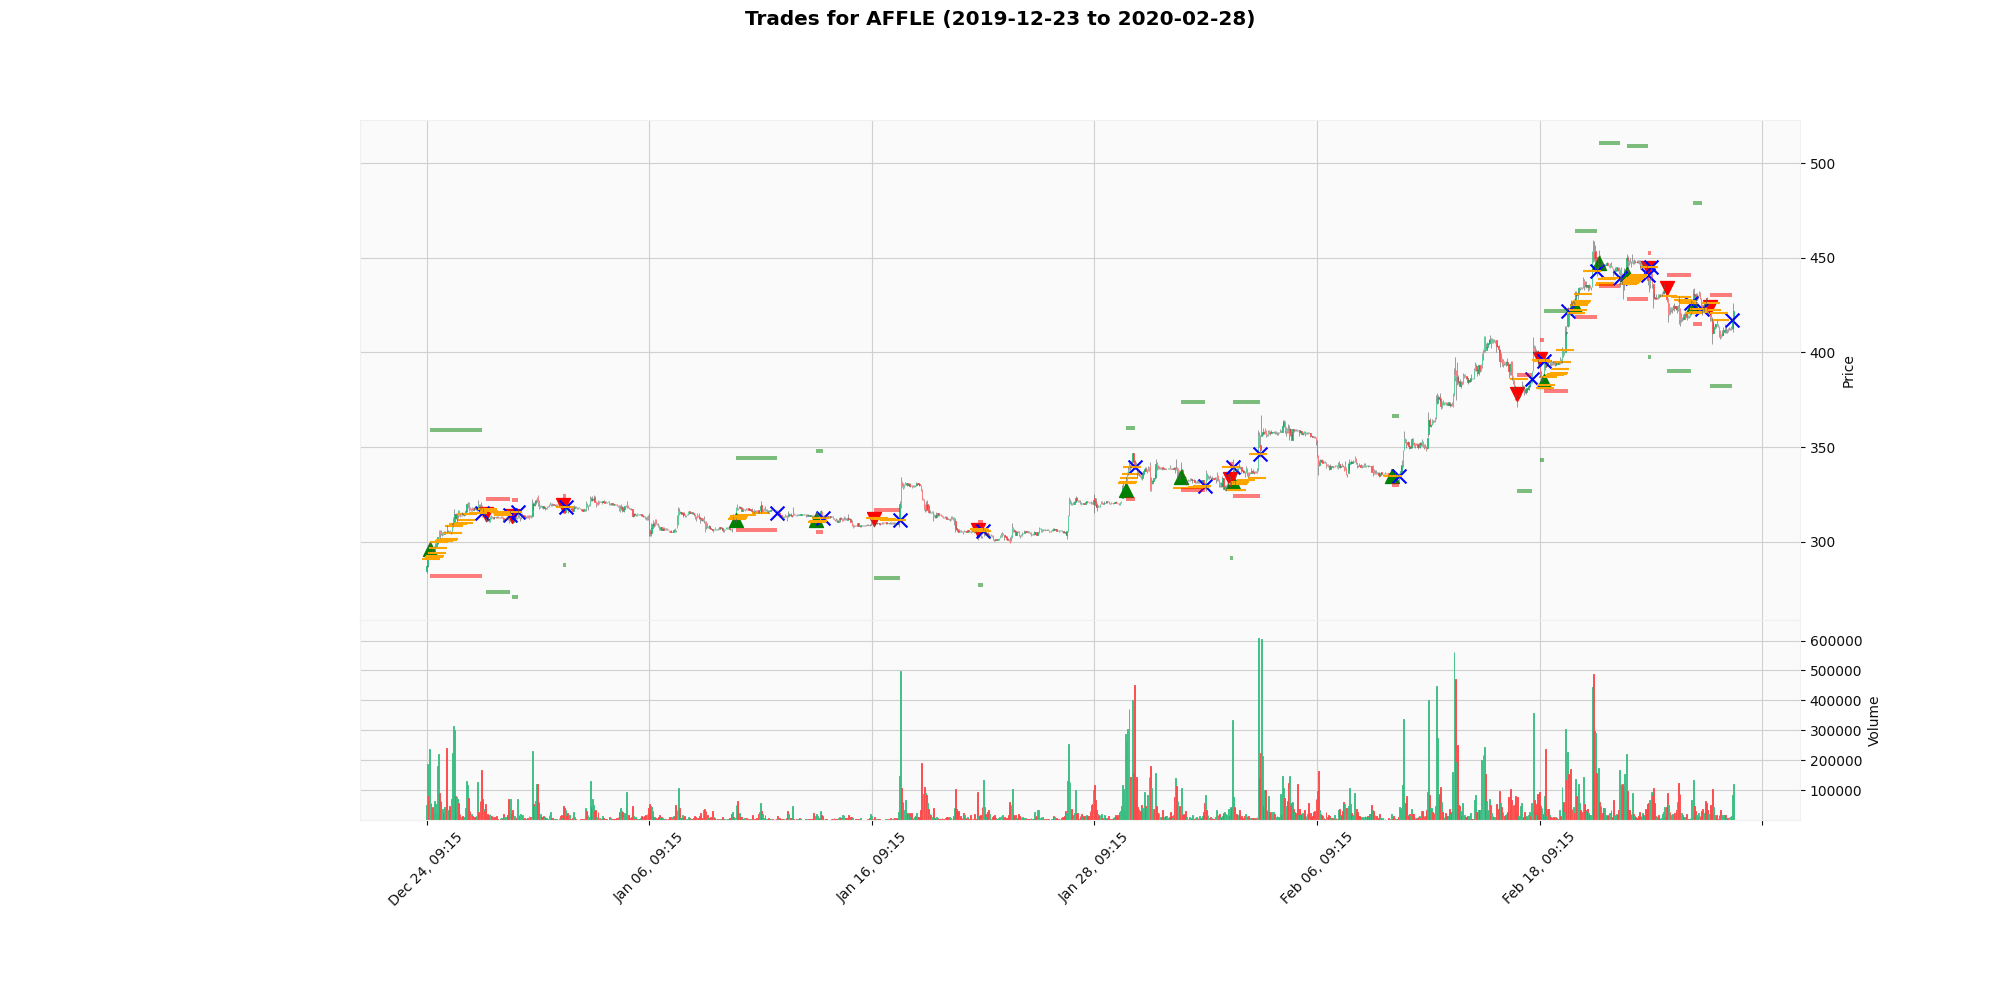 Trades for AFFLE (2019-12-23 to 2020-02-28)
500
450
400
350
300
Price
600000
500000
400000
300000
200000
100000
Volume
Dec 24, 09:15
Jan 06, 09:15
Jan 16, 09:15
Jan 28, 09:15
Feb 06, 09:15
Feb 18, 09:15